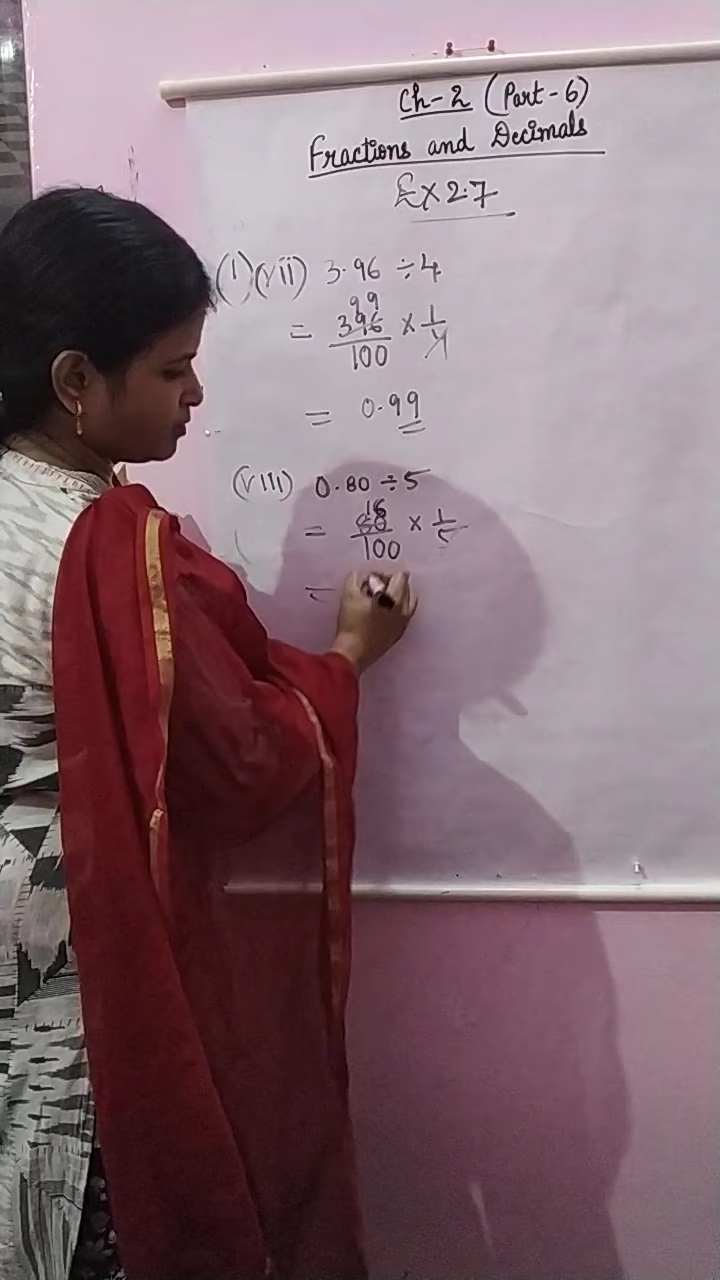 Ch-2 (Part-6)
Fractions and Decimals
Ex 2.7
(i)(vii) 3.96 ÷ 4
99
= 396/100 × 1/4
= 0.99
(viii) 0.80 ÷ 5
16
= 80/100 × 1/5
=